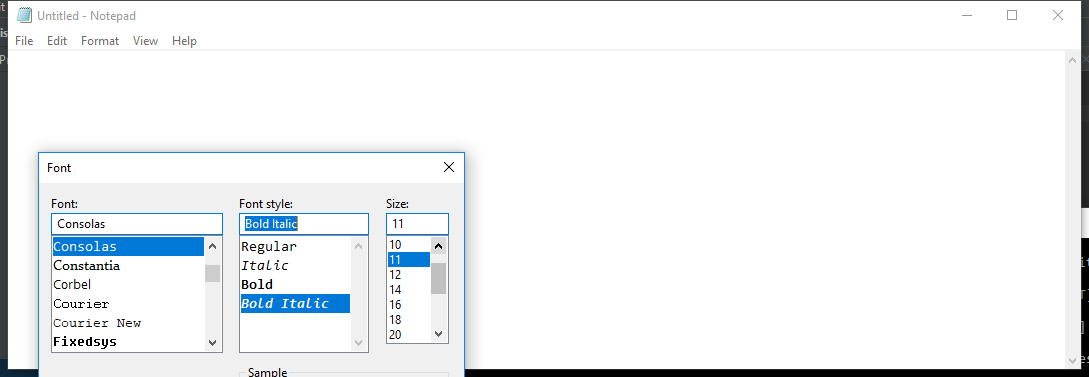 Untitled - Notepad
File Edit Format View Help
Font
Font: Font style: Size:
Consolas Bold Italic 11
Consolas Regular 10
Constantia Italic 11
Corbel Bold 12
Courier Bold Italic 14
Courier New 16
Fixedsys 18
20
Sample